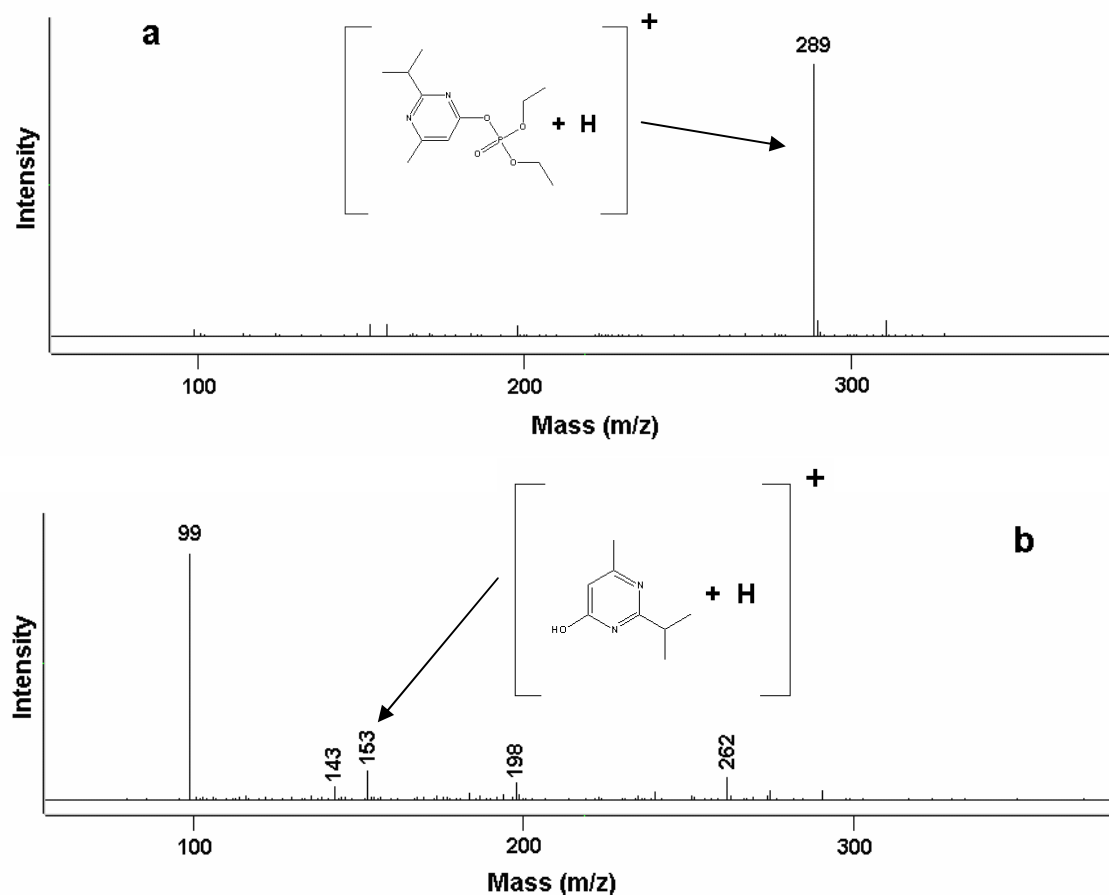 a
+
289
N
N
O
O
P
O
O
+ H
Intensity
100
200
300
Mass (m/z)
+
b
99
143
153
198
262
N
N
HO
+ H
Intensity
100
200
300
Mass (m/z)